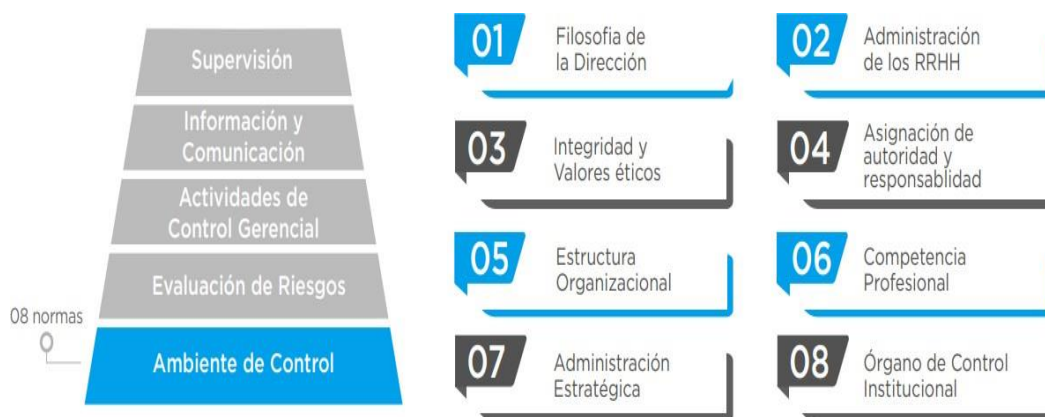 Supervisión
Información y
Comunicación
Actividades de
Control Gerencial
Evaluación de Riesgos
08 normas
Ambiente de Control
01
Filosofia de
la Dirección
02
Administración
de los RRHH
03
Integridad y
Valores éticos
04
Asignación de
autoridad y
responsablidad
05
Estructura
Organizacional
06
Competencia
Profesional
07
Administración
Estratégica
08
Órgano de Control
Institucional